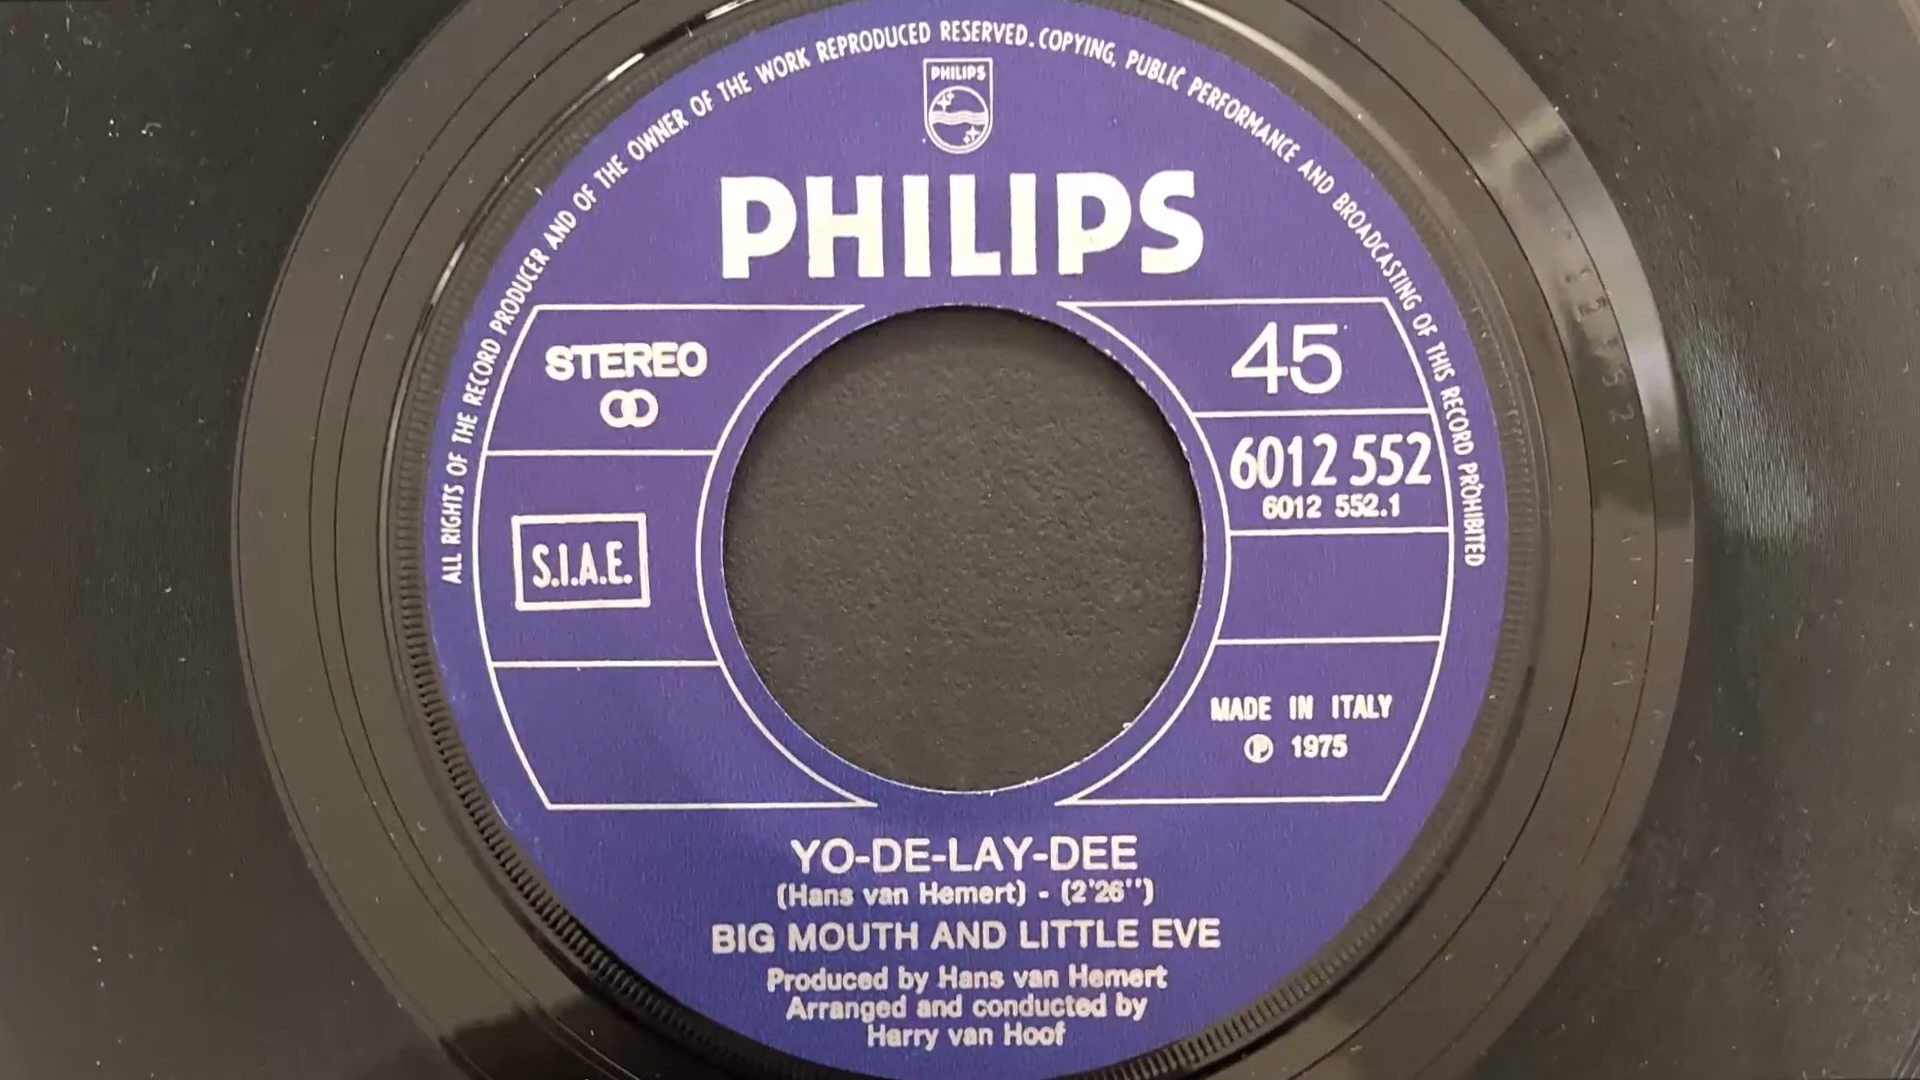 ALL RIGHTS OF THE RECORD PRODUCER AND OF THE OWNER OF THE WORK REPRODUCED RESERVED. COPYING, PUBLIC PERFORMANCE AND BROADCASTING OF THIS RECORD PROHIBITED
PHILIPS
PHILIPS
STEREO
S.I.A.E.
45
6012 552
6012 552.1
MADE IN ITALY
℗ 1975
YO-DE-LAY-DEE
(Hans van Hemert) - (2'26'')
BIG MOUTH AND LITTLE EVE
Produced by Hans van Hemert
Arranged and conducted by
Harry van Hoof